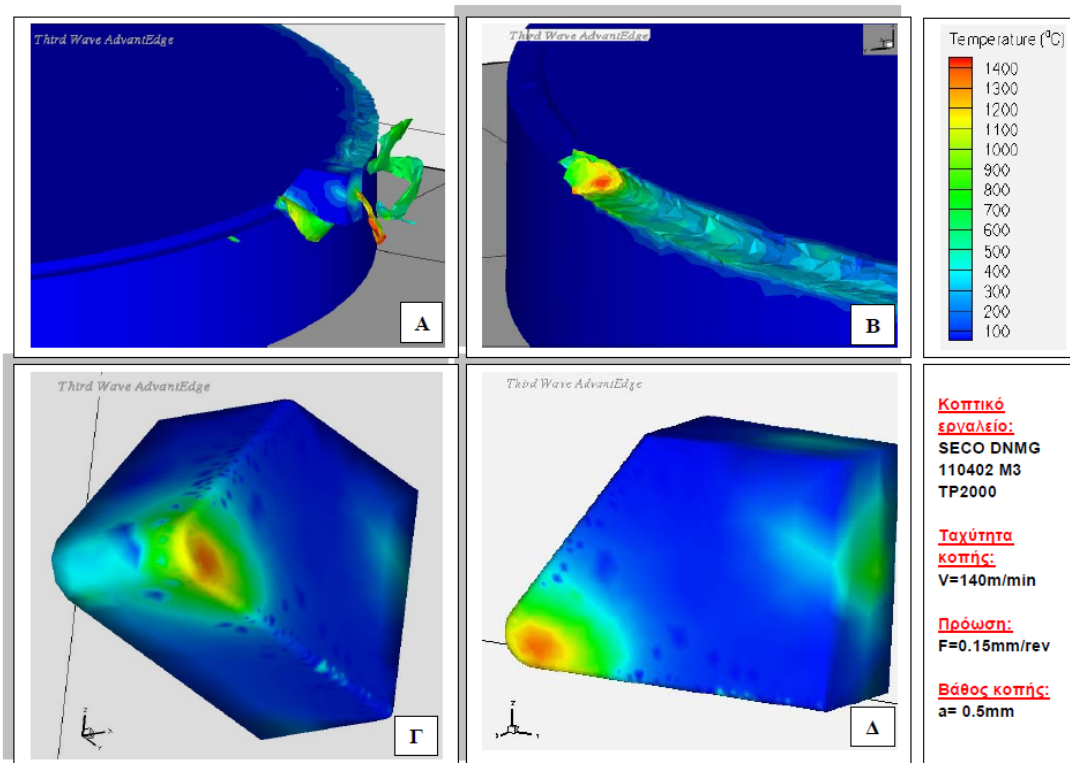 Third Wave AdvantEdge
A
Third Wave AdvantEdge
B
Temperature (⁰C)
1400
1300
1200
1100
1000
900
800
700
600
500
400
300
200
100
Third Wave AdvantEdge
Γ
Third Wave AdvantEdge
Δ
Κοπτικό
εργαλείο:
SECO DNMG
110402 M3
TP2000
Ταχύτητα
κοπής:
V=140m/min
Πρόωση:
F=0.15mm/rev
Βάθος κοπής:
a= 0.5mm